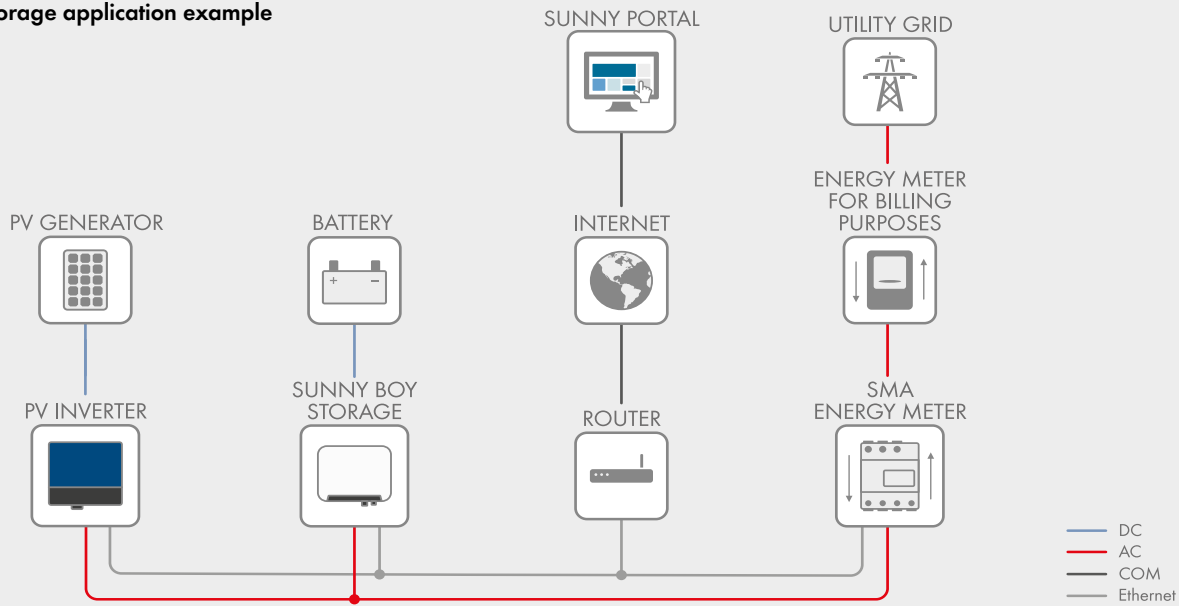 application example
SUNNY PORTAL
UTILITY GRID
ENERGY METER
FOR BILLING
PURPOSES
PV GENERATOR
BATTERY
INTERNET
+ −
SUNNY BOY
STORAGE
PV INVERTER
ROUTER
SMA
ENERGY METER
DC
AC
COM
Ethernet